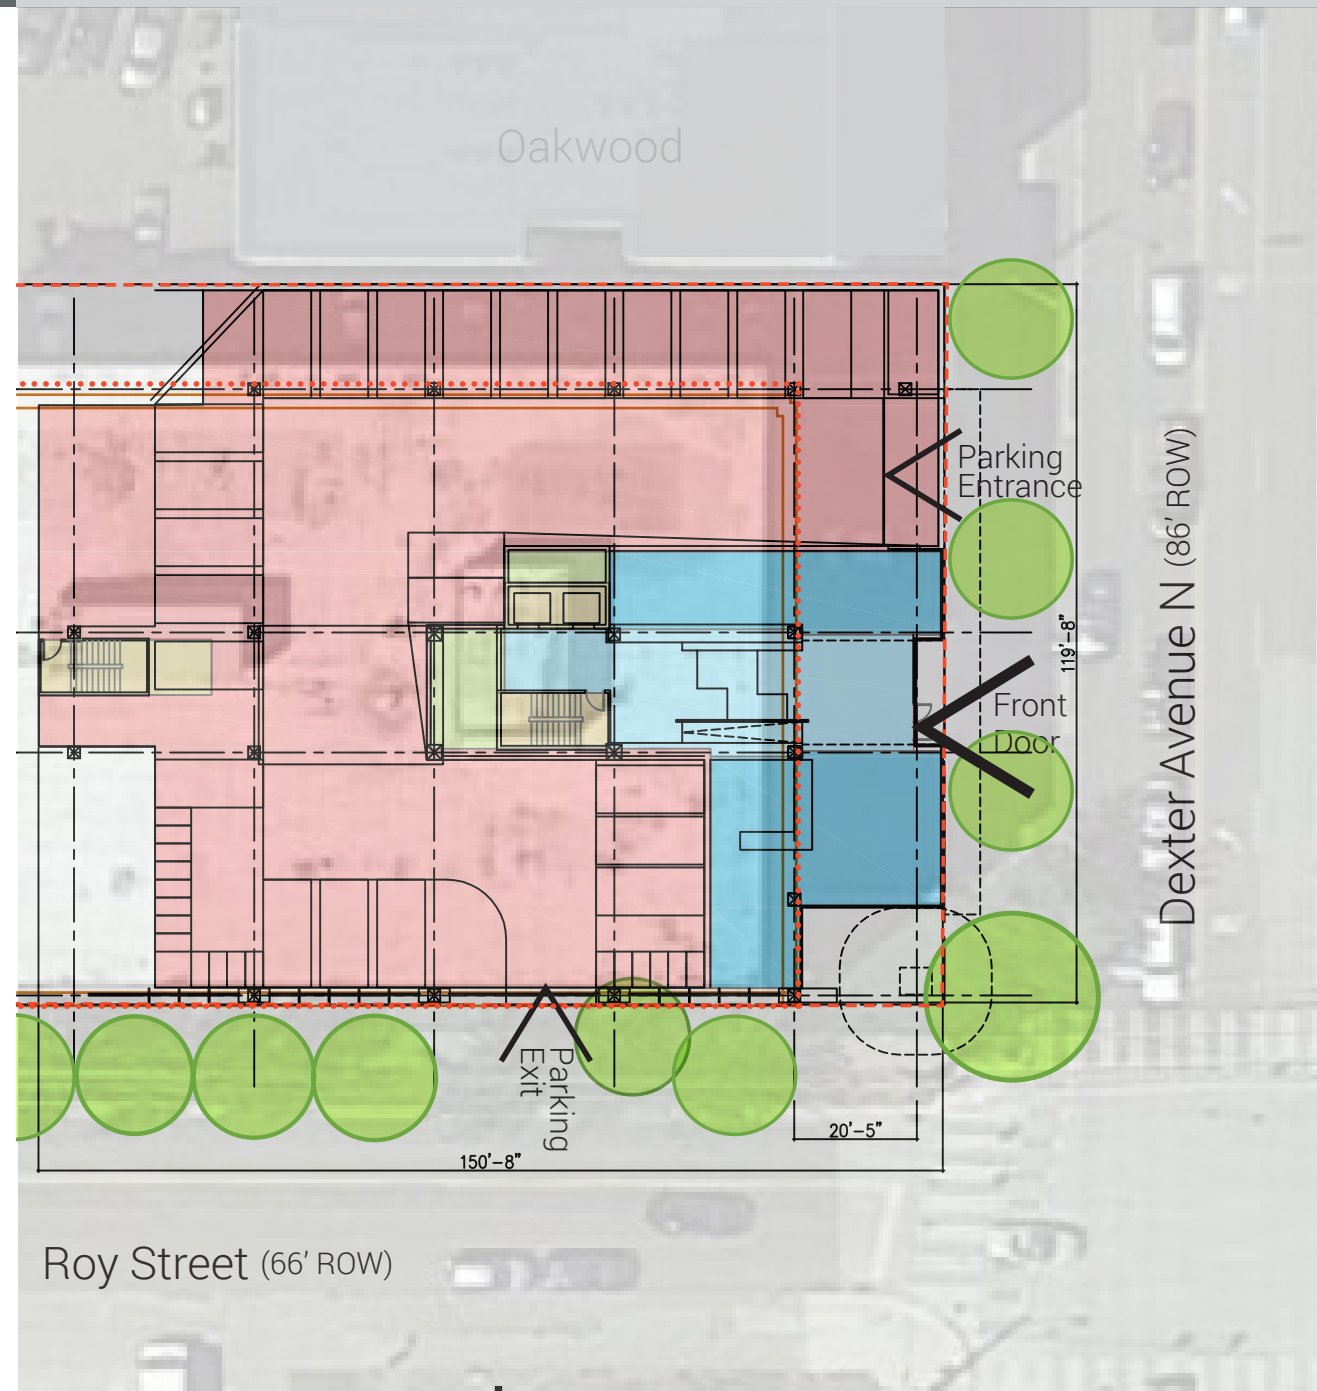 Oakwood
Parking
Entrance
Dexter Avenue N (86' ROW)
119'-8"
Front
Door
Parking
Exit
20'-5"
150'-8"
Roy Street (66' ROW)